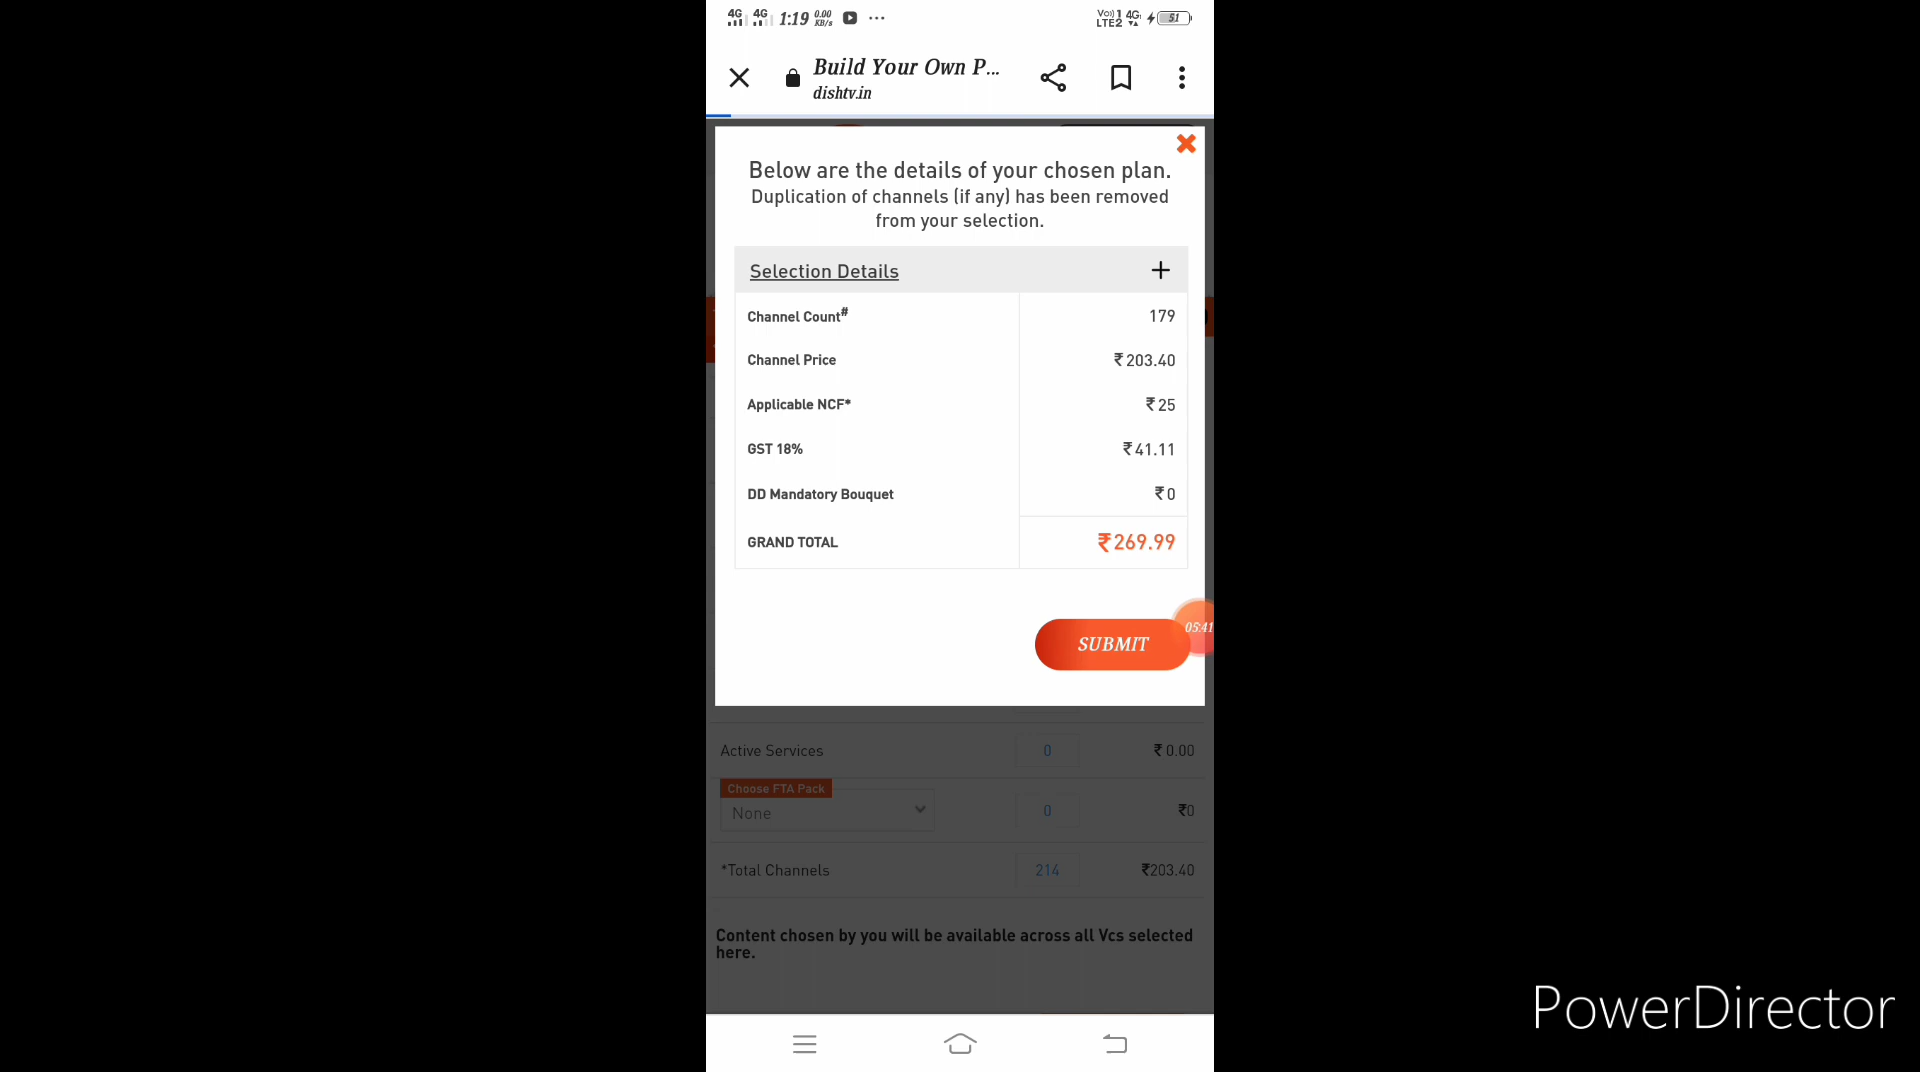 4G 4G 1:19 0.00 KB/s ... Vo)) 1 LTE2 4G 51
Build Your Own P...
dishtv.in
Below are the details of your chosen plan.
Duplication of channels (if any) has been removed
from your selection.
Selection Details +
Channel Count# 179
Channel Price ₹203.40
Applicable NCF* ₹25
GST 18% ₹41.11
DD Mandatory Bouquet ₹0
GRAND TOTAL ₹269.99
05:41
SUBMIT
Active Services 0 ₹ 0.00
Choose FTA Pack
None 0 ₹0
*Total Channels 214 ₹203.40
Content chosen by you will be available across all Vcs selected
here.
PowerDirector